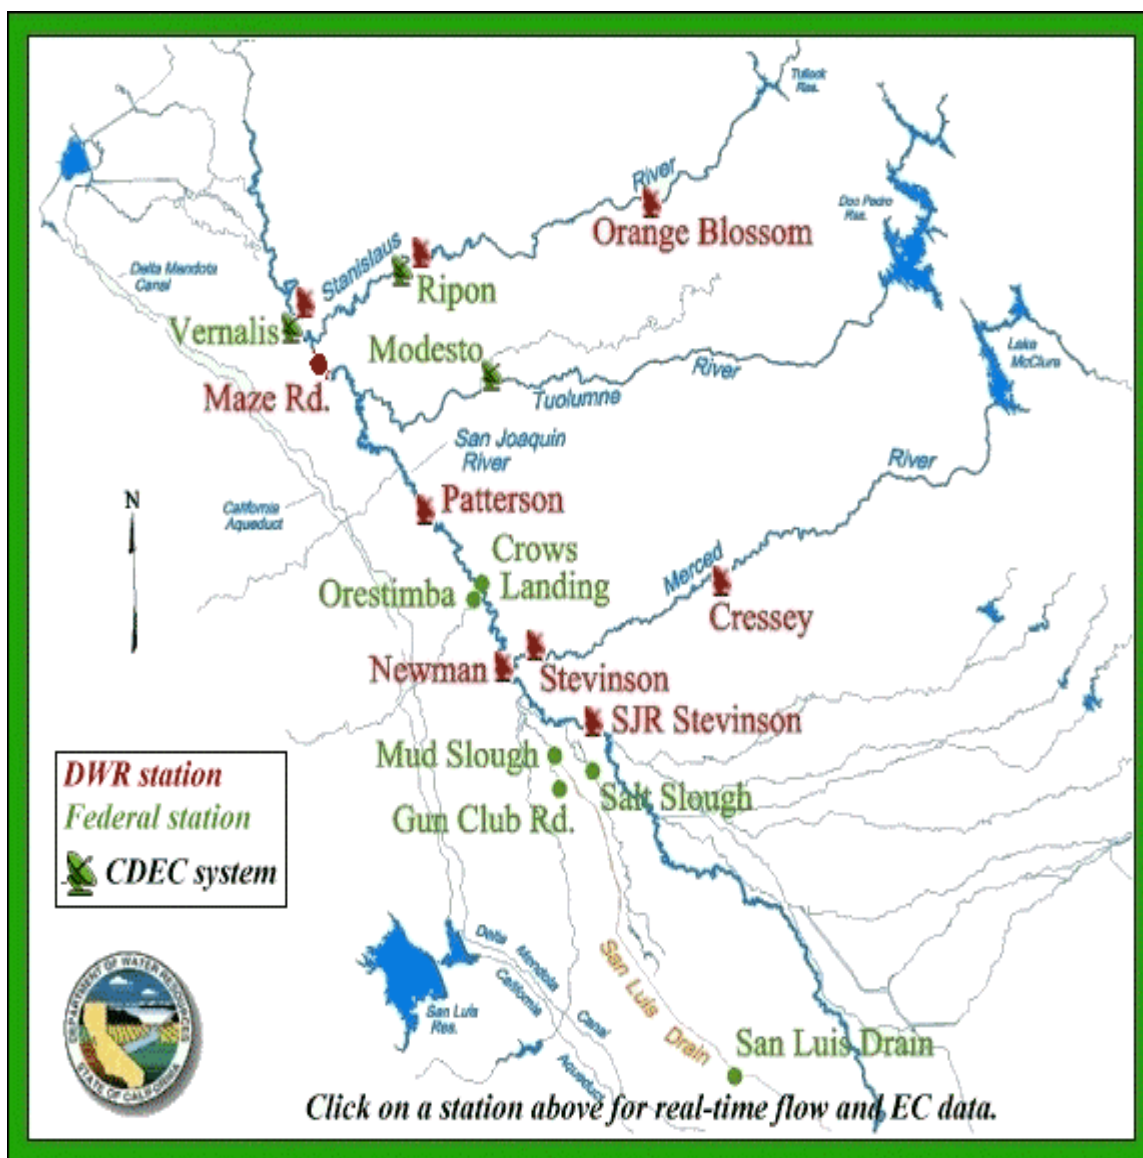 Tullock
Res.
River
Orange Blossom
Don Pedro
Res.
Stanislaus
Ripon
Delta Mendota
Canal
Vernalis
Modesto
Maze Rd.
River
Tuolumne
Lake
McClure
San Joaquin
River
River
Patterson
N
California
Aqueduct
Crows
Landing
Orestimba
Merced
Cressey
Newman
Stevinson
SJR Stevinson
Mud Slough
Salt Slough
Gun Club Rd.
DWR station
Federal station
CDEC system
San Luis
Res.
Delta Mendota Canal
California Aqueduct
San Luis Drain
San Luis Drain
DEPARTMENT OF WATER RESOURCES
STATE OF CALIFORNIA
Click on a station above for real-time flow and EC data.